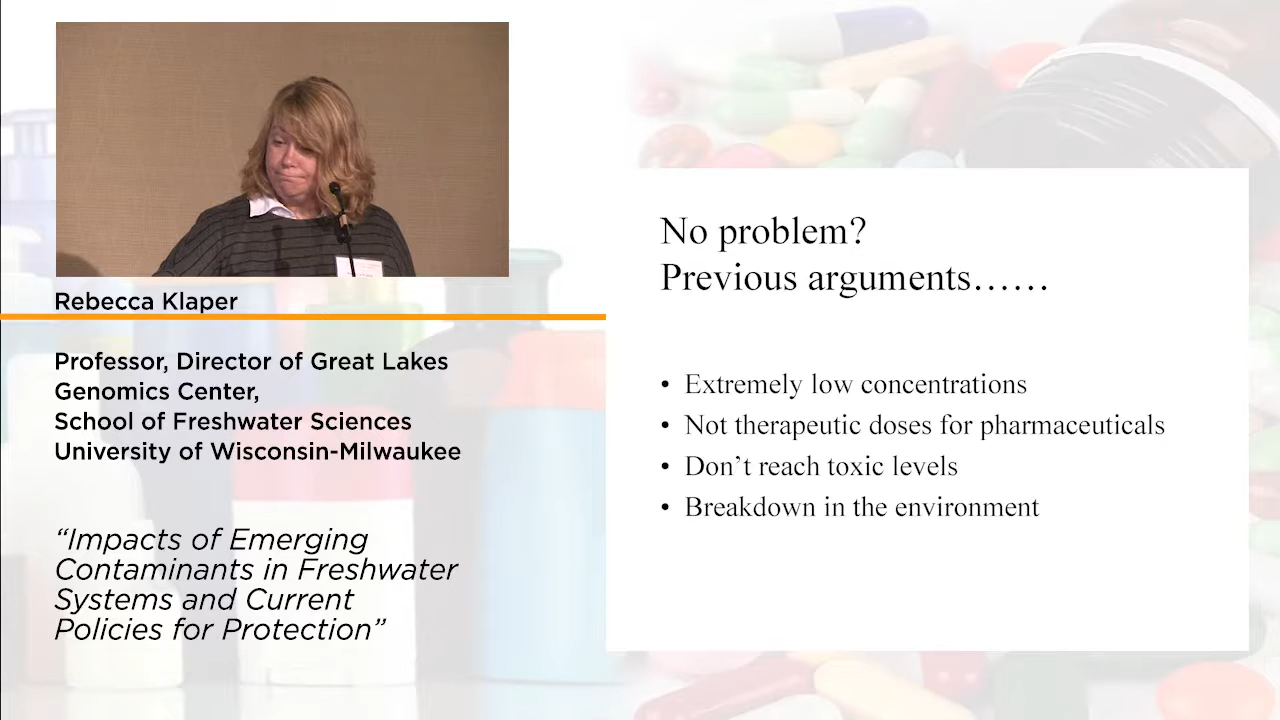 Rebecca Klaper
Professor, Director of Great Lakes
Genomics Center,
School of Freshwater Sciences
University of Wisconsin-Milwaukee
“Impacts of Emerging
Contaminants in Freshwater
Systems and Current
Policies for Protection”
No problem?
Previous arguments……
• Extremely low concentrations
• Not therapeutic doses for pharmaceuticals
• Don’t reach toxic levels
• Breakdown in the environment